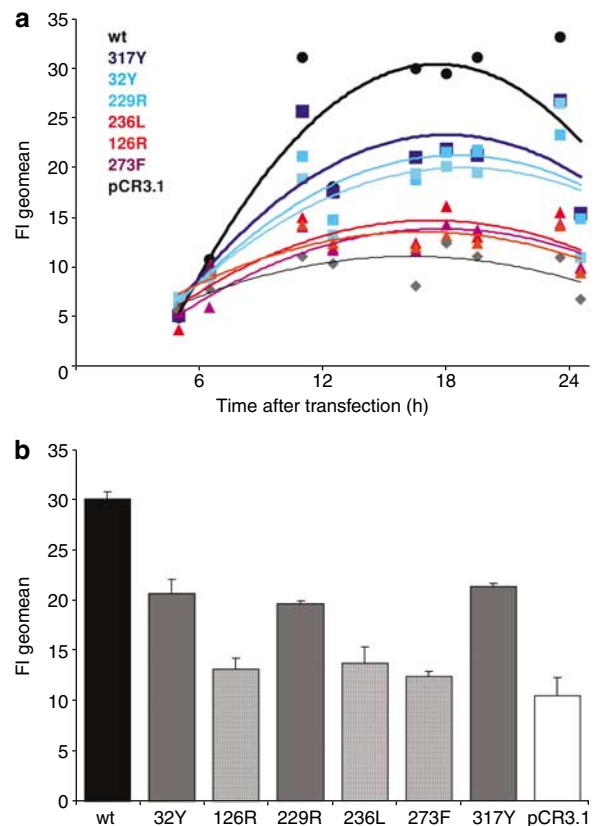 a
35
30
25
20
15
10
5
0
FI geomean
wt
317Y
32Y
229R
236L
126R
273F
pCR3.1
6 12 18 24
Time after transfection (h)
b
35
30
25
20
15
10
5
0
FI geomean
wt 32Y 126R 229R 236L 273F 317Y pCR3.1